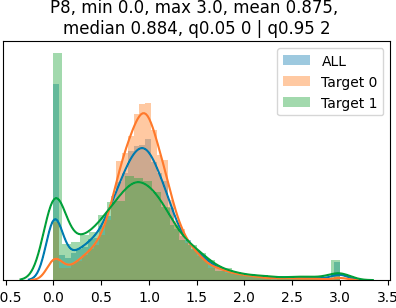 P8, min 0.0, max 3.0, mean 0.875,
median 0.884, q0.05 0 | q0.95 2
ALL
Target 0
Target 1
0.0 0.5 1.0 1.5 2.0 2.5 3.0 3.5